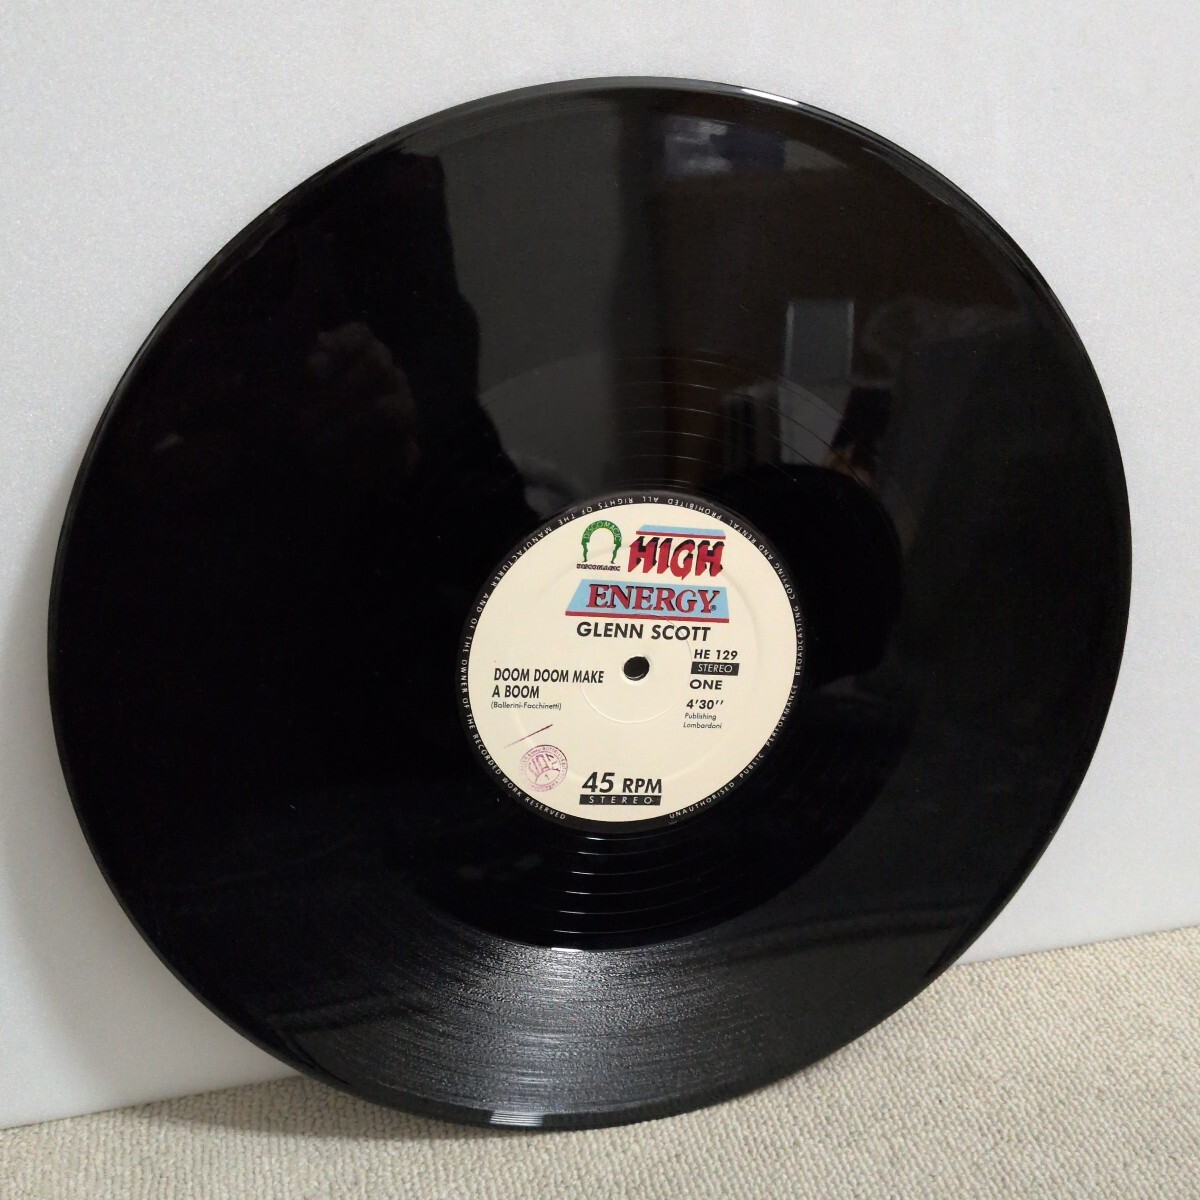 DISCOMAGIC
HIGH
ENERGY
GLENN SCOTT
HE 129
STEREO
ONE
DOOM DOOM MAKE
A BOOM
(Ballerini-Facchinetti)
4'30''
Publishing
Lombardoni
SIAE
45 RPM
STEREO
ALL RIGHTS OF THE MANUFACTURER AND OF THE OWNER OF THE RECORDED WORK RESERVED
UNAUTHORISED PUBLIC PERFORMANCE BROADCASTING COPYING AND RENTAL PROHIBITED